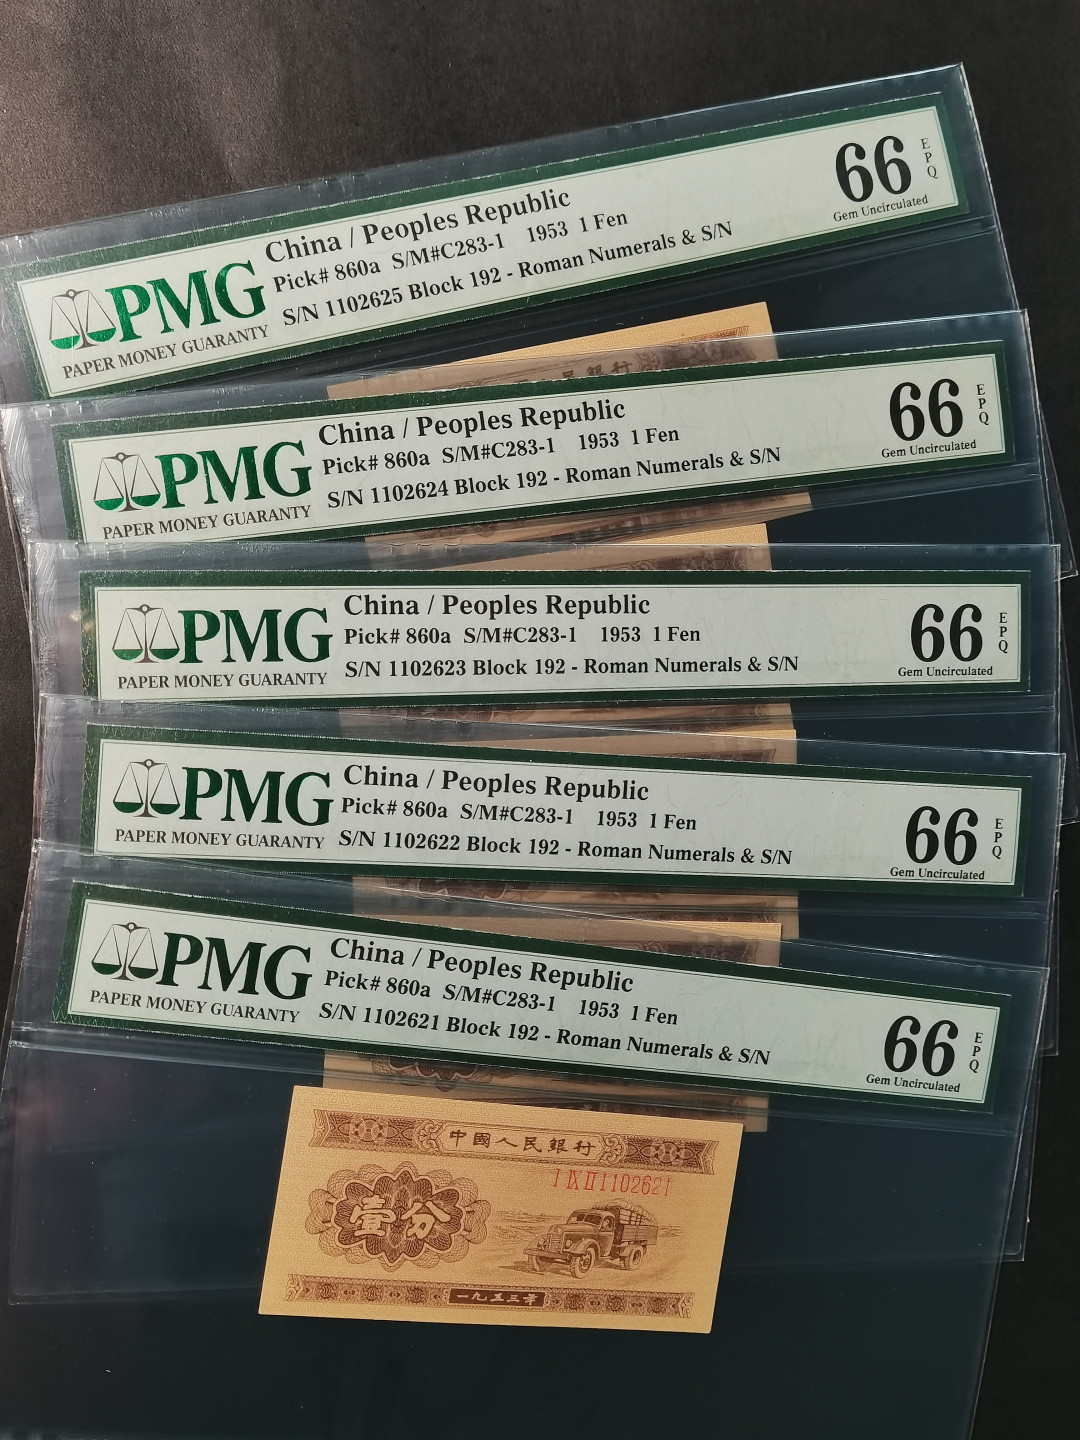 China / Peoples Republic
Pick# 860a S/M#C283-1 1953 1 Fen
S/N 1102625 Block 192 - Roman Numerals & S/N
PMG
PAPER MONEY GUARANTY
66
EPQ
Gem Uncirculated
民銀行
China / Peoples Republic
Pick# 860a S/M#C283-1 1953 1 Fen
S/N 1102624 Block 192 - Roman Numerals & S/N
PMG
PAPER MONEY GUARANTY
66
EPQ
Gem Uncirculated
China / Peoples Republic
Pick# 860a S/M#C283-1 1953 1 Fen
S/N 1102623 Block 192 - Roman Numerals & S/N
PMG
PAPER MONEY GUARANTY
66
EPQ
Gem Uncirculated
China / Peoples Republic
Pick# 860a S/M#C283-1 1953 1 Fen
S/N 1102622 Block 192 - Roman Numerals & S/N
PMG
PAPER MONEY GUARANTY
66
EPQ
Gem Uncirculated
China / Peoples Republic
Pick# 860a S/M#C283-1 1953 1 Fen
S/N 1102621 Block 192 - Roman Numerals & S/N
PMG
PAPER MONEY GUARANTY
66
EPQ
Gem Uncirculated
中國人民銀行
I IX II 1102621
壹分
一九五三年